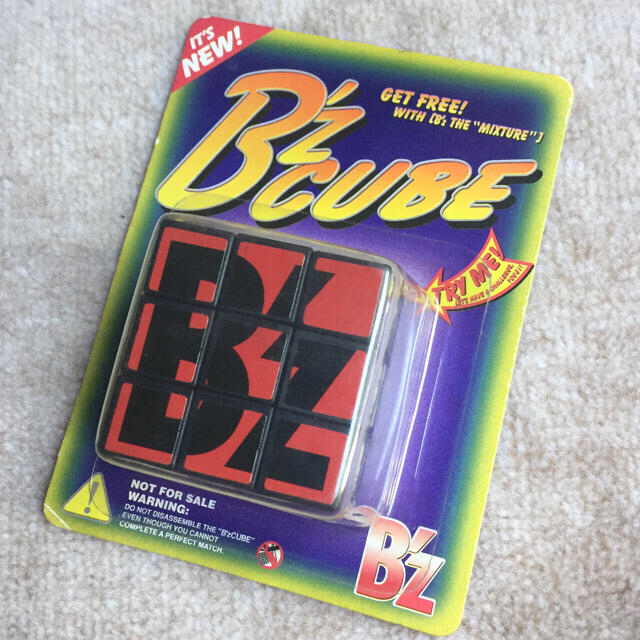 IT'S
NEW!
B'z
CUBE
GET FREE!
WITH [B'z THE "MIXTURE"]
TRY ME!
B'z
NOT FOR SALE
WARNING:
DO NOT DISASSEMBLE THE "B'zCUBE"
EVEN THOUGH YOU CANNOT
COMPLETE A PERFECT MATCH.
B'z